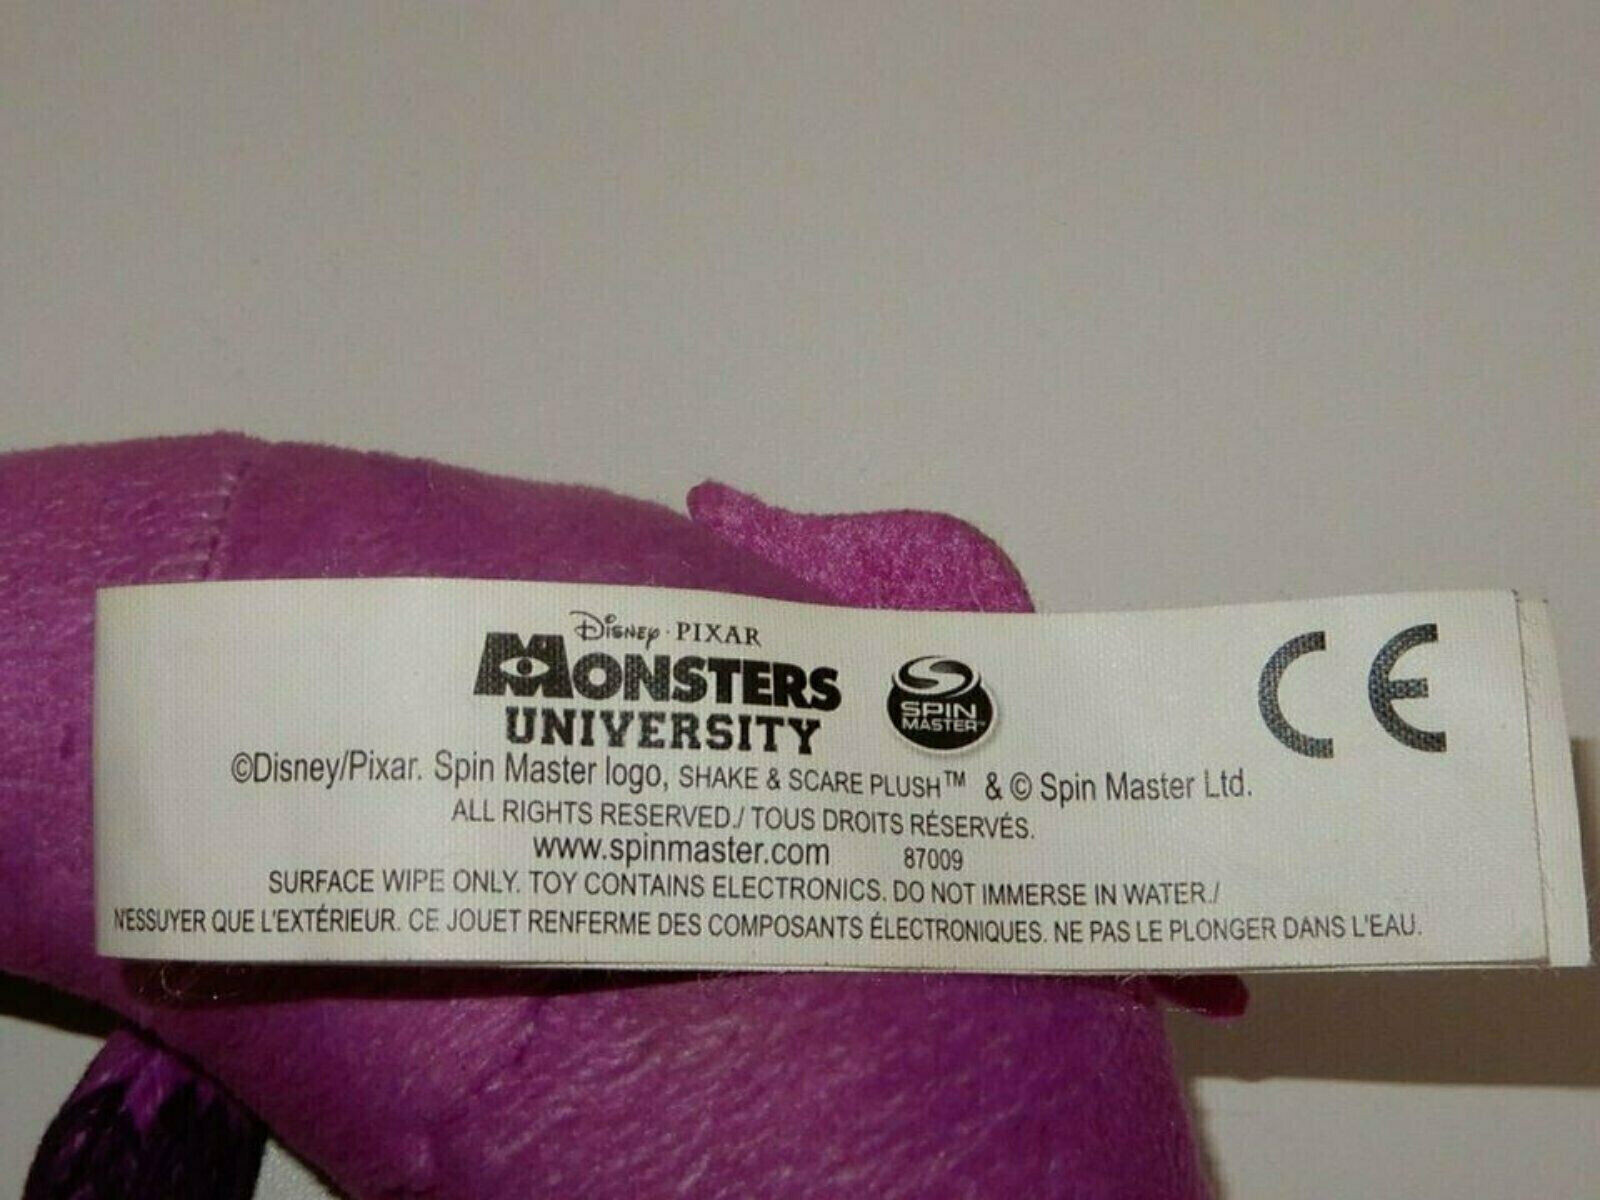 Disney · PIXAR
MONSTERS
UNIVERSITY
SPIN
MASTER™
CE
©Disney/Pixar. Spin Master logo, SHAKE & SCARE PLUSH™ & © Spin Master Ltd.
ALL RIGHTS RESERVED./ TOUS DROITS RÉSERVÉS.
www.spinmaster.com 87009
SURFACE WIPE ONLY. TOY CONTAINS ELECTRONICS. DO NOT IMMERSE IN WATER./
N'ESSUYER QUE L'EXTÉRIEUR. CE JOUET RENFERME DES COMPOSANTS ÉLECTRONIQUES. NE PAS LE PLONGER DANS L'EAU.